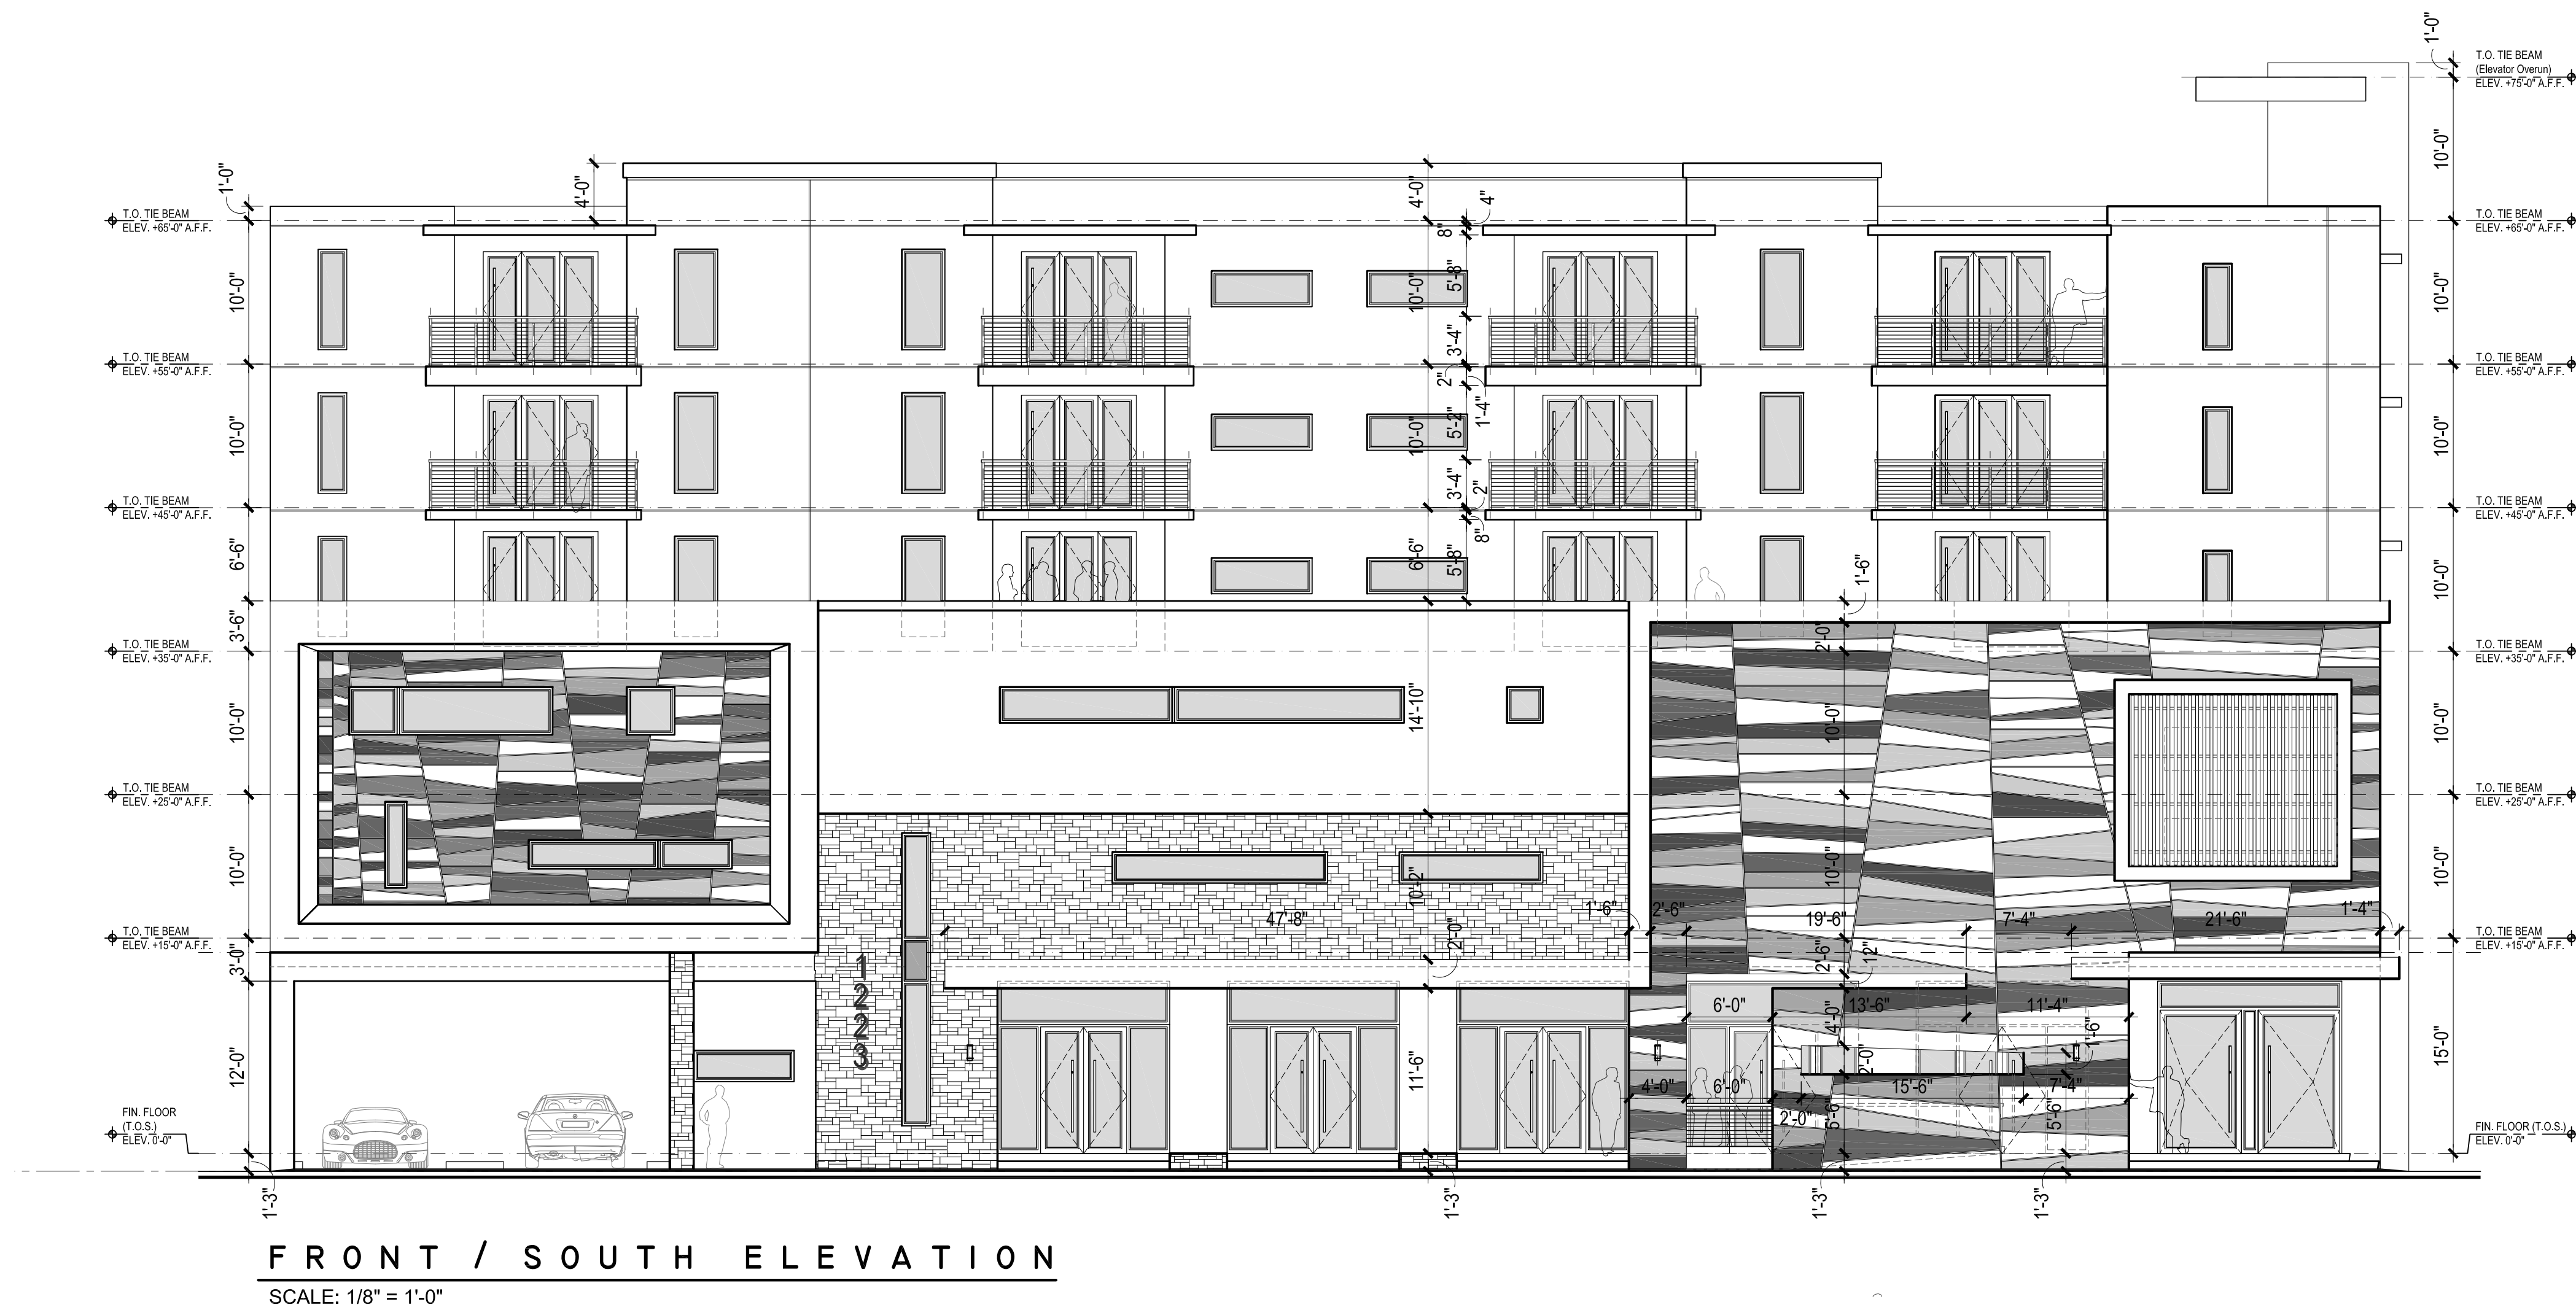 1'-0"
T.O. TIE BEAM
(Elevator Overun)
ELEV. +75'-0" A.F.F.
10'-0"
1'-0"
4'-0"
4'-0"
4"
T.O. TIE BEAM
ELEV. +65'-0" A.F.F.
T.O. TIE BEAM
ELEV. +65'-0" A.F.F.
8"
10'-0"
10'-0"
5'-8"
10'-0"
3'-4"
T.O. TIE BEAM
ELEV. +55'-0" A.F.F.
T.O. TIE BEAM
ELEV. +55'-0" A.F.F.
2"
1'-4"
10'-0"
10'-0"
5'-2"
10'-0"
3'-4"
2"
T.O. TIE BEAM
ELEV. +45'-0" A.F.F.
T.O. TIE BEAM
ELEV. +45'-0" A.F.F.
8"
6'-6"
6'-6"
5'-8"
1'-6"
10'-0"
3'-6"
2'-0"
T.O. TIE BEAM
ELEV. +35'-0" A.F.F.
T.O. TIE BEAM
ELEV. +35'-0" A.F.F.
10'-0"
14'-10"
10'-0"
10'-0"
T.O. TIE BEAM
ELEV. +25'-0" A.F.F.
T.O. TIE BEAM
ELEV. +25'-0" A.F.F.
10'-0"
10'-2"
10'-0"
10'-0"
47'-8"
1'-6"
2'-6"
19'-6"
7'-4"
21'-6"
1'-4"
T.O. TIE BEAM
ELEV. +15'-0" A.F.F.
T.O. TIE BEAM
ELEV. +15'-0" A.F.F.
3'-0"
2'-0"
2'-6"
12"
1
2
2
3
6'-0"
13'-6"
11'-4"
4'-0"
1'-6"
12'-0"
11'-6"
2'-0"
15'-0"
4'-0"
6'-0"
15'-6"
7'-4"
2'-0"
5'-6"
5'-6"
FIN. FLOOR
(T.O.S.)
ELEV. 0'-0"
FIN. FLOOR (T.O.S.)
ELEV. 0'-0"
1'-3"
1'-3"
1'-3"
1'-3"
FRONT / SOUTH ELEVATION
SCALE: 1/8" = 1'-0"